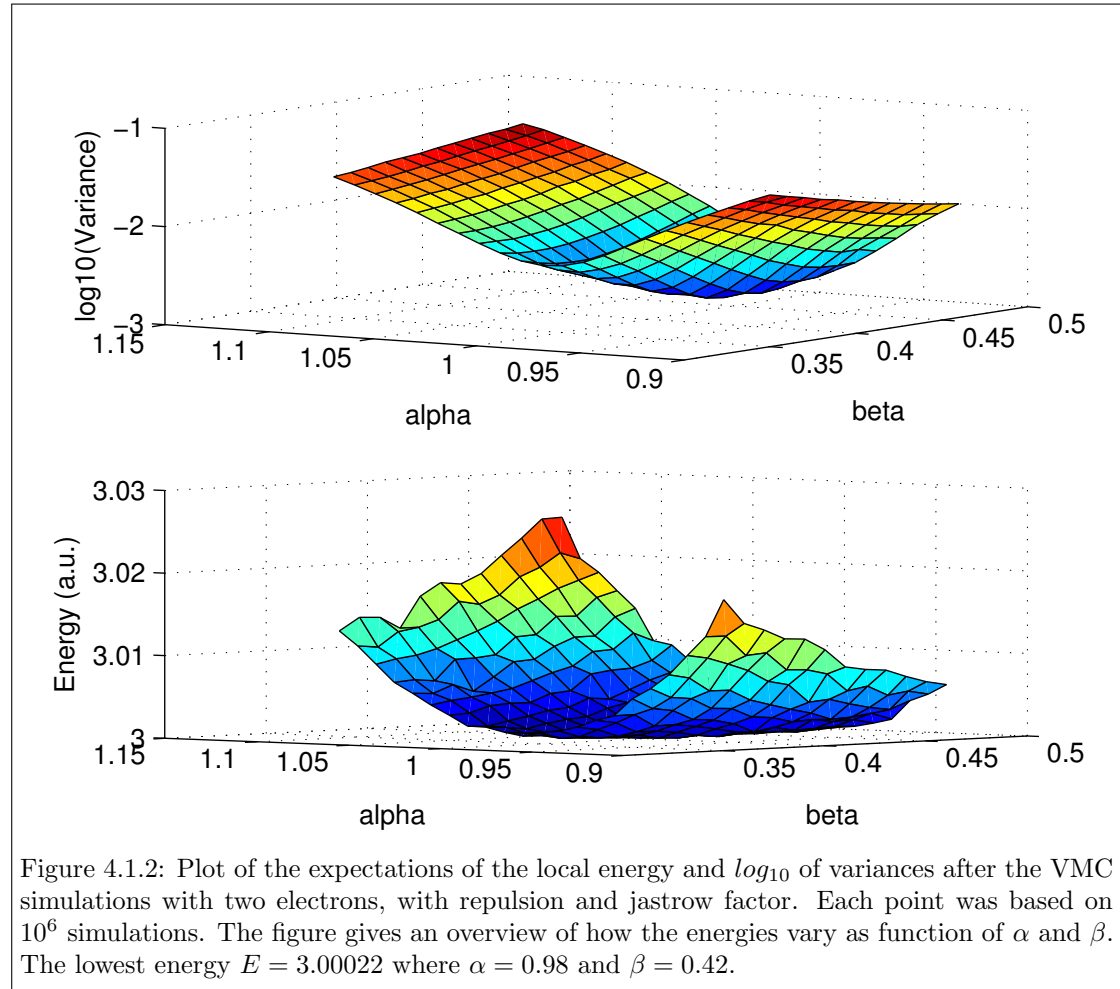 −1
−2
−3
log10(Variance)
1.15
1.1
1.05
1
0.95
0.9
alpha
0.35
0.4
0.45
0.5
beta
3.03
3.02
3.01
3
Energy (a.u.)
1.15
1.1
1.05
1
0.95
0.9
alpha
0.35
0.4
0.45
0.5
beta
Figure 4.1.2: Plot of the expectations of the local energy and log₁₀ of variances after the VMC
simulations with two electrons, with repulsion and jastrow factor. Each point was based on
10⁶ simulations. The figure gives an overview of how the energies vary as function of α and β.
The lowest energy E = 3.00022 where α = 0.98 and β = 0.42.